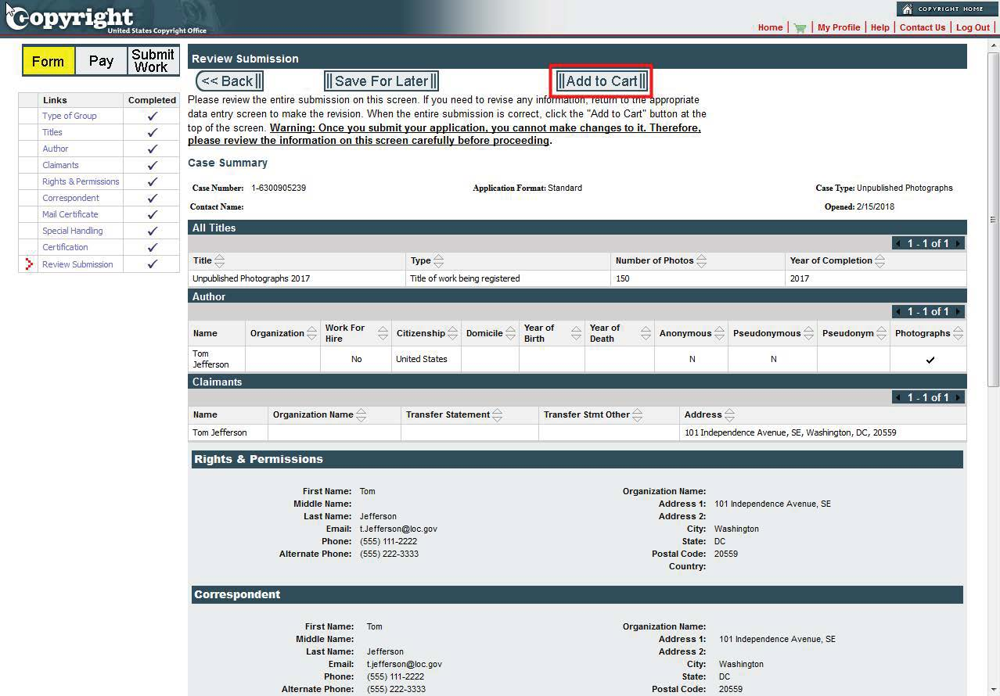 Copyright
United States Copyright Office
COPYRIGHT HOME
Home My Profile Help Contact Us Log Out
Form Pay Submit Work
Links Completed
Type of Group
Titles
Author
Claimants
Rights & Permissions
Correspondent
Mail Certificate
Special Handling
Certification
Review Submission
Review Submission
<< Back Save For Later Add to Cart
Please review the entire submission on this screen. If you need to revise any information, return to the appropriate
data entry screen to make the revision. When the entire submission is correct, click the "Add to Cart" button at the
top of the screen. Warning: Once you submit your application, you cannot make changes to it. Therefore,
please review the information on this screen carefully before proceeding.
Case Summary
Case Number: 1-6300905239 Application Format: Standard Case Type: Unpublished Photographs
Contact Name: Opened: 2/15/2018
All Titles
1 - 1 of 1
Title Type Number of Photos Year of Completion
Unpublished Photographs 2017 Title of work being registered 150 2017
Author
1 - 1 of 1
Name Organization Work For Hire Citizenship Domicile Year of Birth Year of Death Anonymous Pseudonymous Pseudonym Photographs
Tom Jefferson No United States N N
Claimants
1 - 1 of 1
Name Organization Name Transfer Statement Transfer Stmt Other Address
Tom Jefferson 101 Independence Avenue, SE, Washington, DC, 20559
Rights & Permissions
First Name: Tom Organization Name:
Middle Name: Address 1: 101 Independence Avenue, SE
Last Name: Jefferson Address 2:
Email: t.Jefferson@loc.gov City: Washington
Phone: (555) 111-2222 State: DC
Alternate Phone: (555) 222-3333 Postal Code: 20559
Country:
Correspondent
First Name: Tom Organization Name:
Middle Name: Address 1: 101 Independence Avenue, SE
Last Name: Jefferson Address 2:
Email: t.jefferson@loc.gov City: Washington
Phone: (555) 111-2222 State: DC
Alternate Phone: (555) 222-3333 Postal Code: 20559